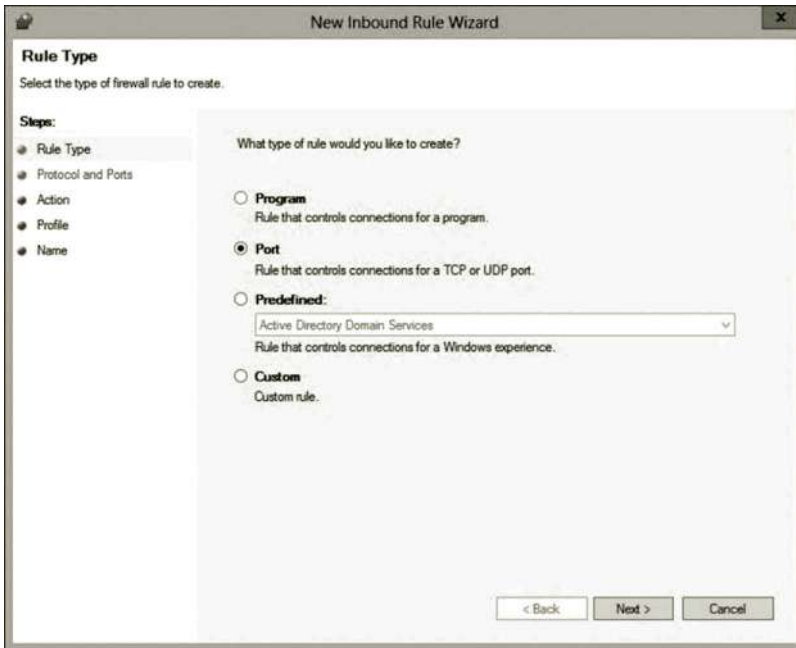 New Inbound Rule Wizard
x
Rule Type
Select the type of firewall rule to create.
Steps:
Rule Type
Protocol and Ports
Action
Profile
Name
What type of rule would you like to create?
Program
Rule that controls connections for a program.
Port
Rule that controls connections for a TCP or UDP port.
Predefined:
Active Directory Domain Services
Rule that controls connections for a Windows experience.
Custom
Custom rule.
< Back Next > Cancel